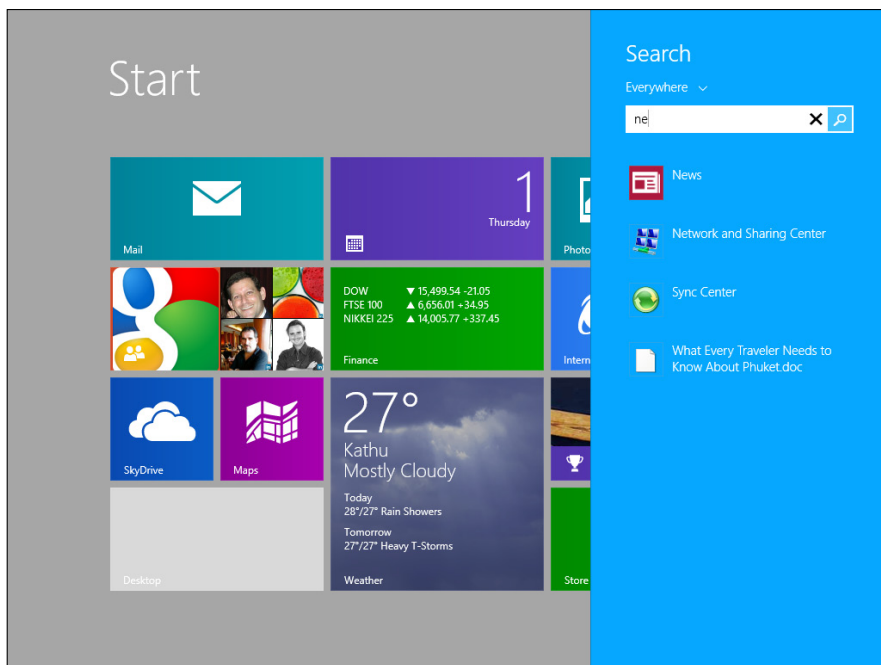 Start
Mail
1
Thursday
Photo
DOW ▼ 15,499.54 -21.05
FTSE 100 ▲ 6,656.01 +34.95
NIKKEI 225 ▲ 14,005.77 +337.45
Finance
Intern
SkyDrive
Maps
27°
Kathu
Mostly Cloudy
Today
28°/27° Rain Showers
Tomorrow
27°/27° Heavy T-Storms
Weather
Desktop
Store
Search
Everywhere
ne
News
Network and Sharing Center
Sync Center
What Every Traveler Needs to
Know About Phuket.doc